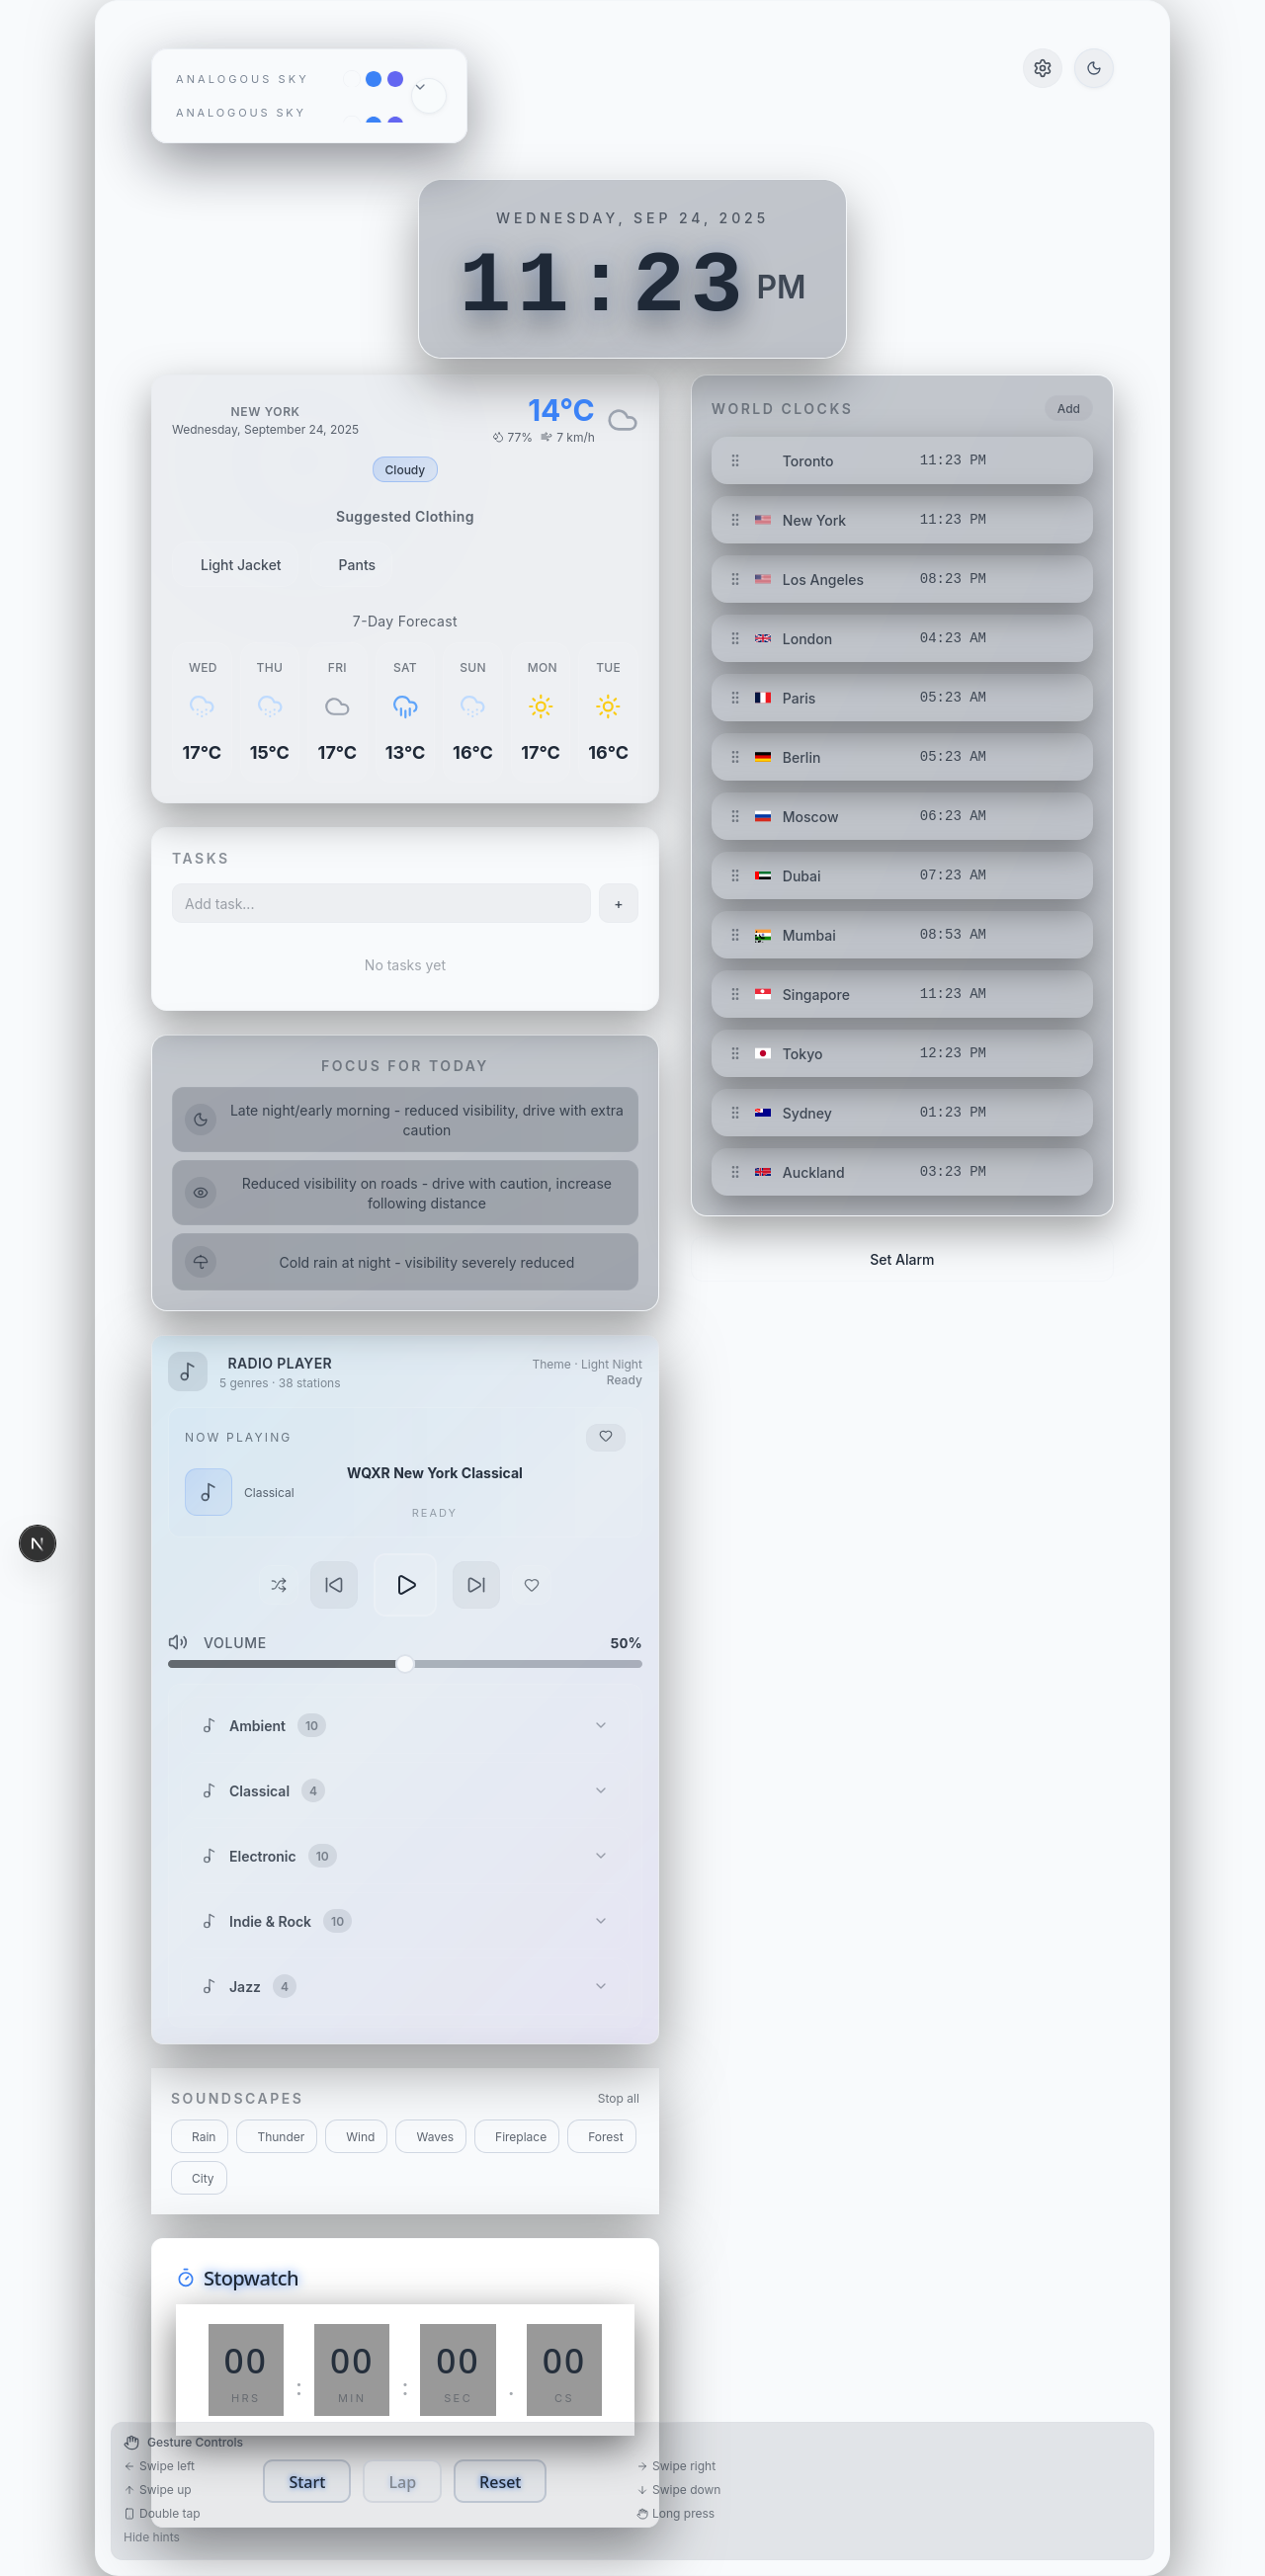 ANALOGOUS SKY
ANALOGOUS SKY
WEDNESDAY, SEP 24, 2025
11:23 PM
NEW YORK
Wednesday, September 24, 2025
14°C
77% 7 km/h
Cloudy
Suggested Clothing
Light Jacket Pants
7-Day Forecast
WED THU FRI SAT SUN MON TUE
17°C 15°C 17°C 13°C 16°C 17°C 16°C
TASKS
Add task...
+
No tasks yet
FOCUS FOR TODAY
Late night/early morning - reduced visibility, drive with extra
caution
Reduced visibility on roads - drive with caution, increase
following distance
Cold rain at night - visibility severely reduced
WORLD CLOCKS Add
Toronto 11:23 PM
New York 11:23 PM
Los Angeles 08:23 PM
London 04:23 AM
Paris 05:23 AM
Berlin 05:23 AM
Moscow 06:23 AM
Dubai 07:23 AM
Mumbai 08:53 AM
Singapore 11:23 AM
Tokyo 12:23 PM
Sydney 01:23 PM
Auckland 03:23 PM
Set Alarm
RADIO PLAYER
5 genres · 38 stations
Theme · Light Night
Ready
NOW PLAYING
WQXR New York Classical
Classical
READY
VOLUME 50%
Ambient 10
Classical 4
Electronic 10
Indie & Rock 10
Jazz 4
N
SOUNDSCAPES Stop all
Rain Thunder Wind Waves Fireplace Forest
City
Stopwatch
00 : 00 : 00 . 00
HRS MIN SEC CS
Start Lap Reset
Gesture Controls
Swipe left Swipe right
Swipe up Swipe down
Double tap Long press
Hide hints